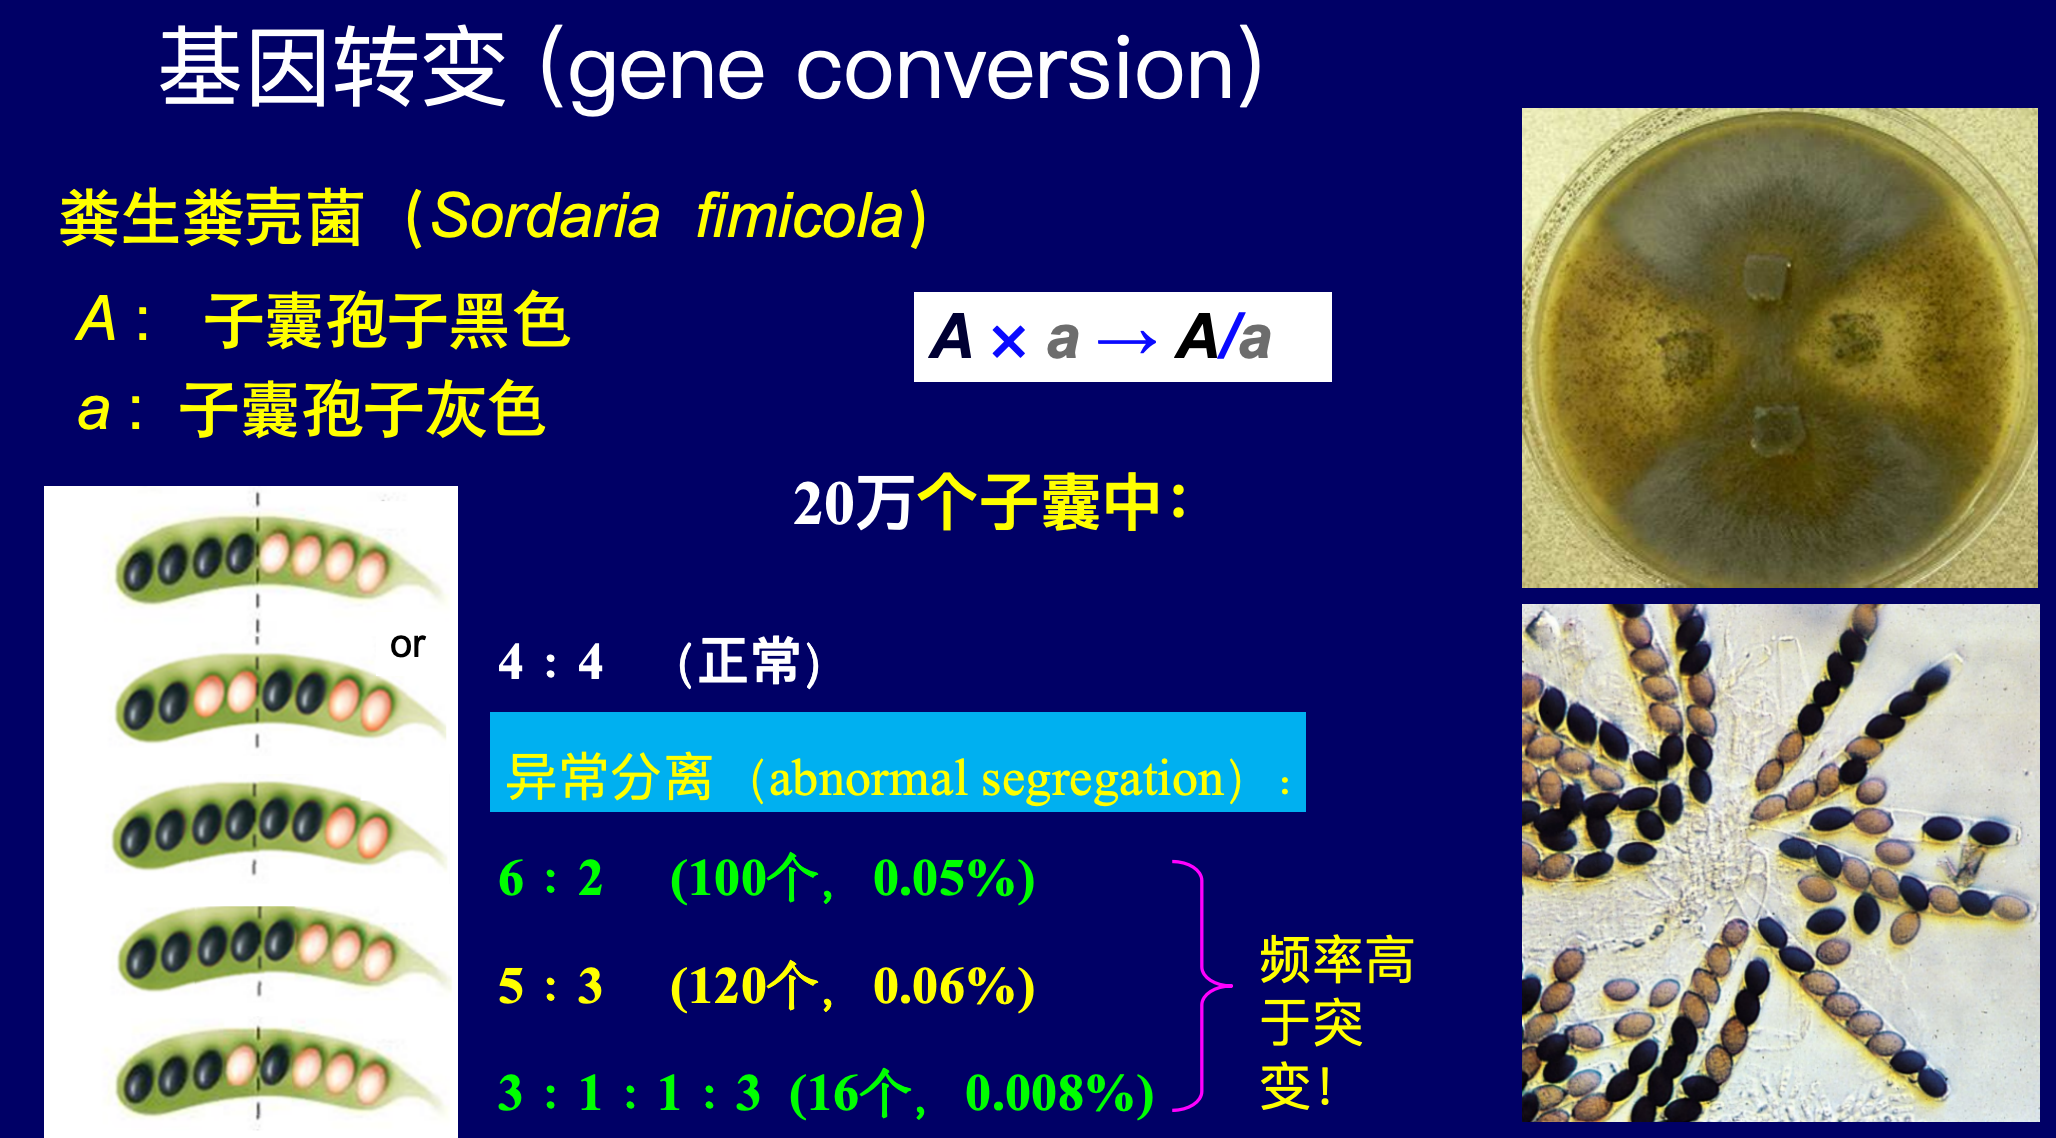 基因转变 (gene conversion)
粪生粪壳菌（Sordaria fimicola）
A： 子囊孢子黑色
a：子囊孢子灰色
A × a → A/a
20万个子囊中：
or
4：4 (正常)
异常分离（abnormal segregation）：
6：2 (100个， 0.05%)
5：3 (120个， 0.06%)
3：1：1：3 (16个， 0.008%)
频率高
于突
变！